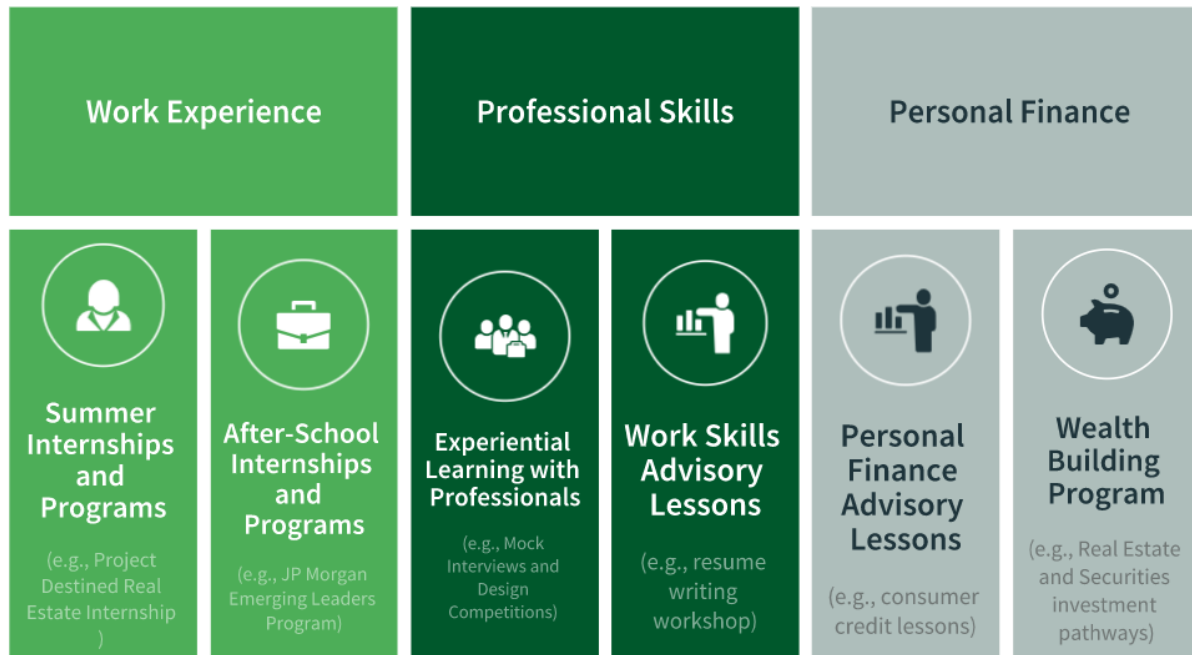 Work Experience
Professional Skills
Personal Finance
Summer
Internships
and
Programs
(e.g., Project
Destined Real
Estate Internship
)
After-School
Internships
and
Programs
(e.g., JP Morgan
Emerging Leaders
Program)
Experiential
Learning with
Professionals
(e.g., Mock
Interviews and
Design
Competitions)
Work Skills
Advisory
Lessons
(e.g., resume
writing
workshop)
Personal
Finance
Advisory
Lessons
(e.g., consumer
credit lessons)
Wealth
Building
Program
(e.g., Real Estate
and Securities
investment
pathways)